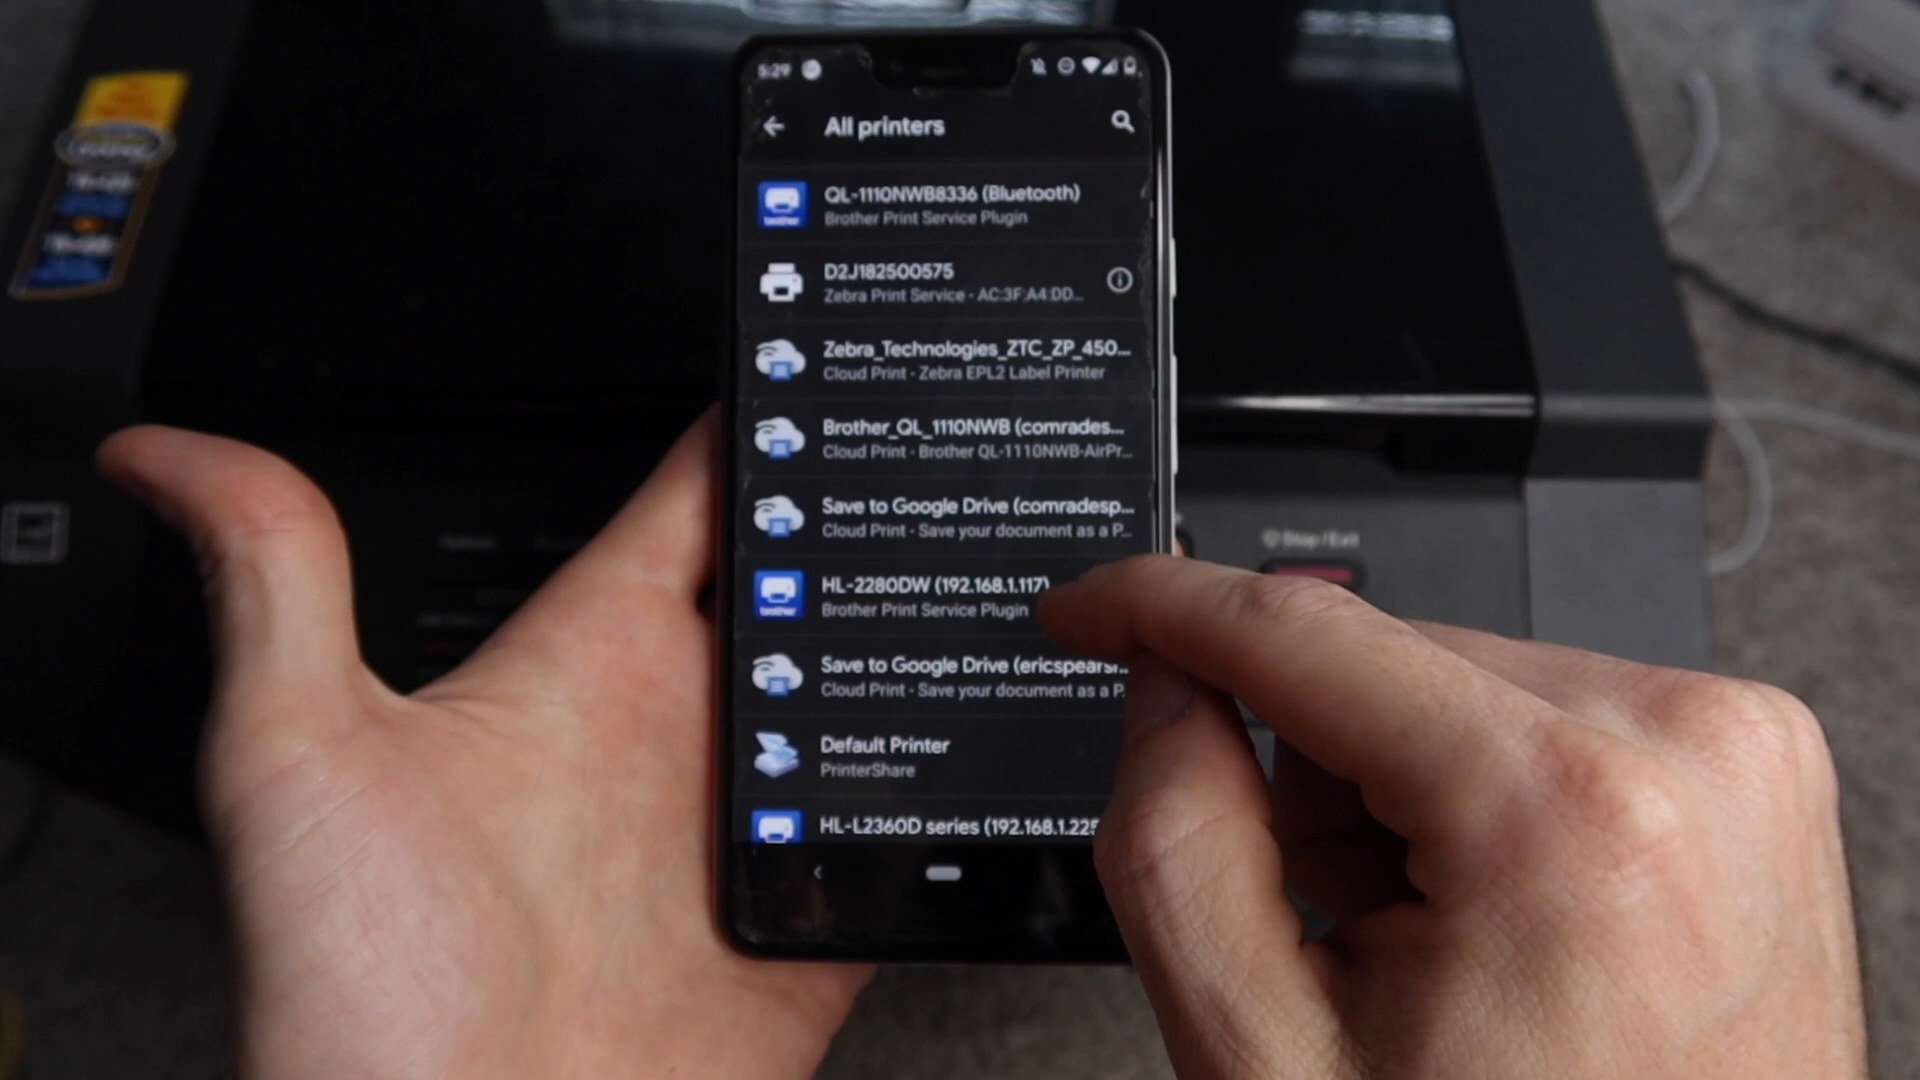 5:29
All printers
QL-1110NWB8336 (Bluetooth)
Brother Print Service Plugin
D2J182500575
Zebra Print Service - AC:3F:A4:DD...
Zebra_Technologies_ZTC_ZP_450...
Cloud Print - Zebra EPL2 Label Printer
Brother_QL_1110NWB (comrades...
Cloud Print - Brother QL-1110NWB-AirPr...
Save to Google Drive (comradesp...
Cloud Print - Save your document as a P...
HL-2280DW (192.168.1.117)
Brother Print Service Plugin
Save to Google Drive (ericspears...
Cloud Print - Save your document as a P.
Default Printer
PrinterShare
HL-L2360D series (192.168.1.225
Stop/Exit
Options